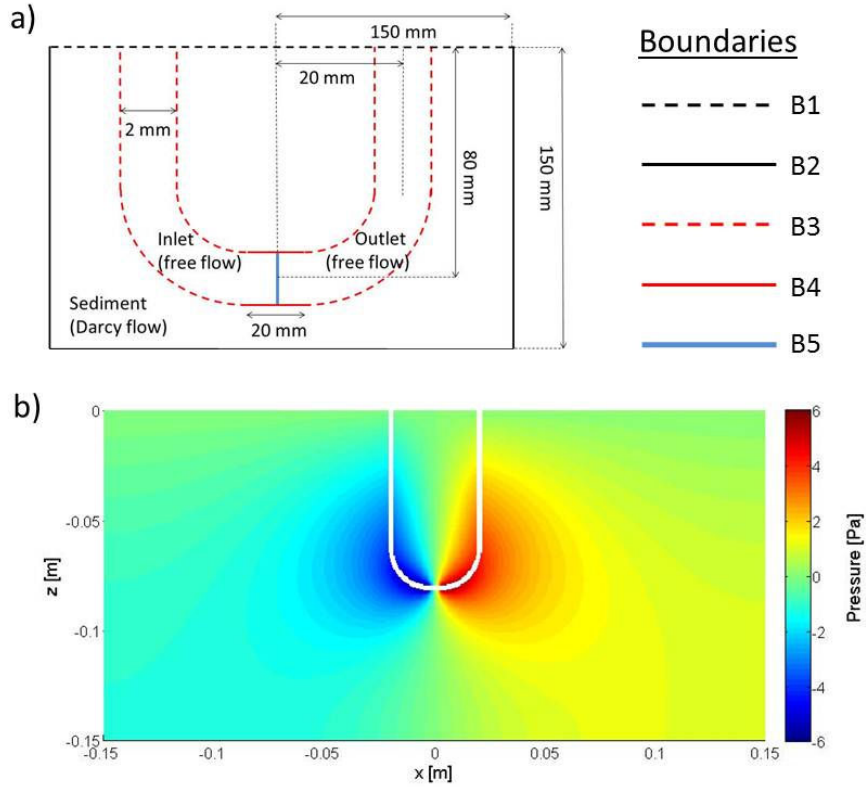 a)
150 mm
20 mm
2 mm
80 mm
150 mm
Inlet
(free flow)
Outlet
(free flow)
Sediment
(Darcy flow)
20 mm
Boundaries
B1
B2
B3
B4
B5
b)
0
-0.05
-0.1
-0.15
z [m]
-0.15
-0.1
-0.05
0
0.05
0.1
0.15
x [m]
6
4
2
0
-2
-4
-6
Pressure [Pa]